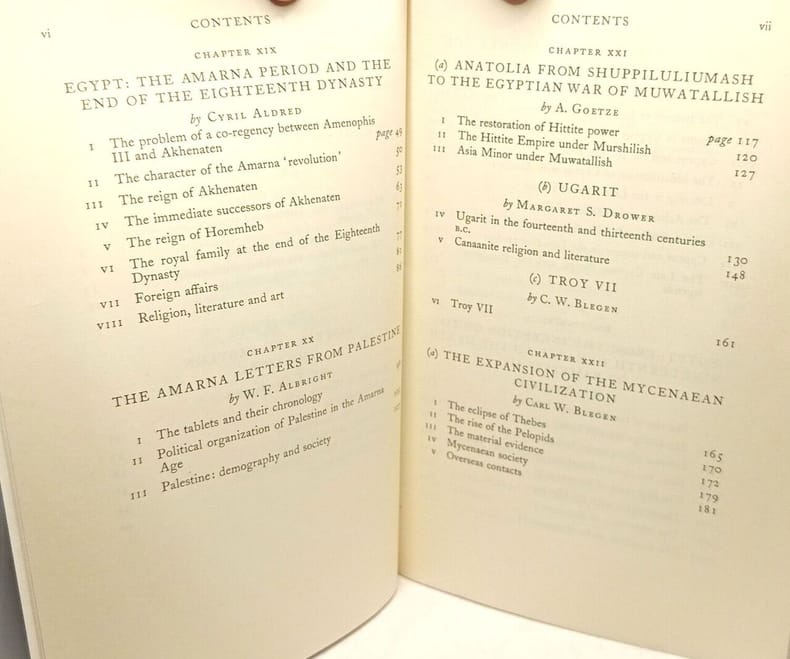 vi
CONTENTS
CHAPTER XIX
EGYPT: THE AMARNA PERIOD AND THE
END OF THE EIGHTEENTH DYNASTY
by CYRIL ALDRED
I The problem of a co-regency between Amenophis
III and Akhenaten page 49
II The character of the Amarna ‘revolution’ 50
III The reign of Akhenaten 53
IV The immediate successors of Akhenaten 63
V The reign of Horemheb 71
VI The royal family at the end of the Eighteenth
Dynasty 77
VII Foreign affairs 81
VIII Religion, literature and art 86
CHAPTER XX
THE AMARNA LETTERS FROM PALESTINE
by W. F. ALBRIGHT
I The tablets and their chronology
II Political organization of Palestine in the Amarna
Age
III Palestine: demography and society
CONTENTS
vii
CHAPTER XXI
(a) ANATOLIA FROM SHUPPILULIUMASH
TO THE EGYPTIAN WAR OF MUWATALLISH
by A. GOETZE
I The restoration of Hittite power page 117
II The Hittite Empire under Murshilish 120
III Asia Minor under Muwatallish 127
(b) UGARIT
by MARGARET S. DROWER
IV Ugarit in the fourteenth and thirteenth centuries
B.C. 130
V Canaanite religion and literature 148
(c) TROY VII
by C. W. BLEGEN
VI Troy VII 161
CHAPTER XXII
(a) THE EXPANSION OF THE MYCENAEAN
CIVILIZATION
by CARL W. BLEGEN
I The eclipse of Thebes 165
II The rise of the Pelopids 170
III The material evidence 172
IV Mycenaean society 179
V Overseas contacts 181